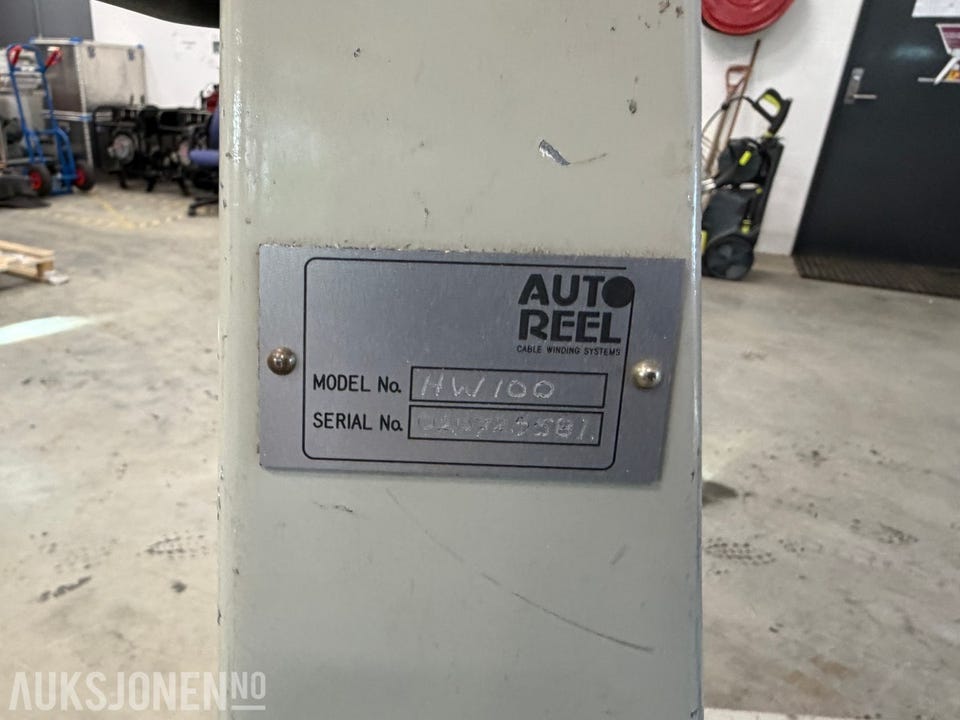 AUTO
REEL
CABLE WINDING SYSTEMS
MODEL No. HW100
SERIAL No.
AUKSJONEN.NO